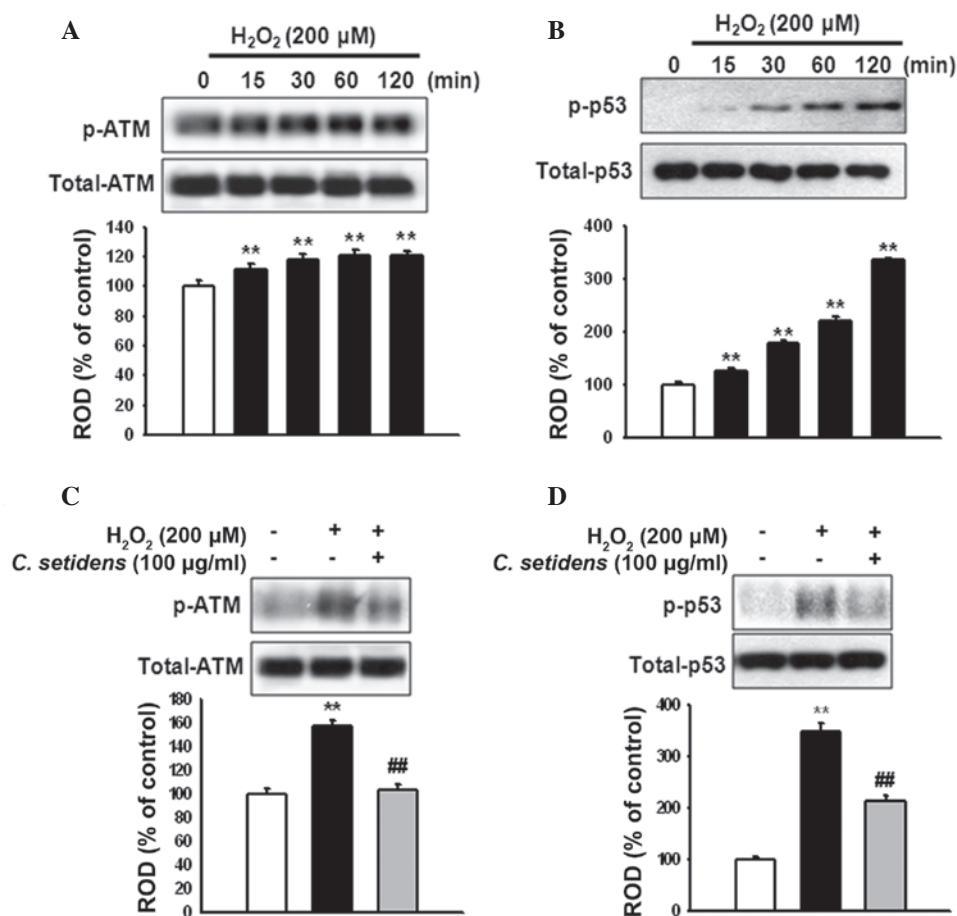 A
H₂O₂ (200 µM)
0 15 30 60 120 (min)
p-ATM
Total-ATM
ROD (% of control)
140
120
100
80
60
40
20
0
** ** ** **
B
H₂O₂ (200 µM)
0 15 30 60 120 (min)
p-p53
Total-p53
ROD (% of control)
400
300
200
100
0
** ** ** **
C
H₂O₂ (200 µM) - + +
C. setidens (100 µg/ml) - - +
p-ATM
Total-ATM
ROD (% of control)
180
160
140
120
100
80
60
40
20
0
** ##
D
H₂O₂ (200 µM) - + +
C. setidens (100 µg/ml) - - +
p-p53
Total-p53
ROD (% of control)
400
300
200
100
0
** ##